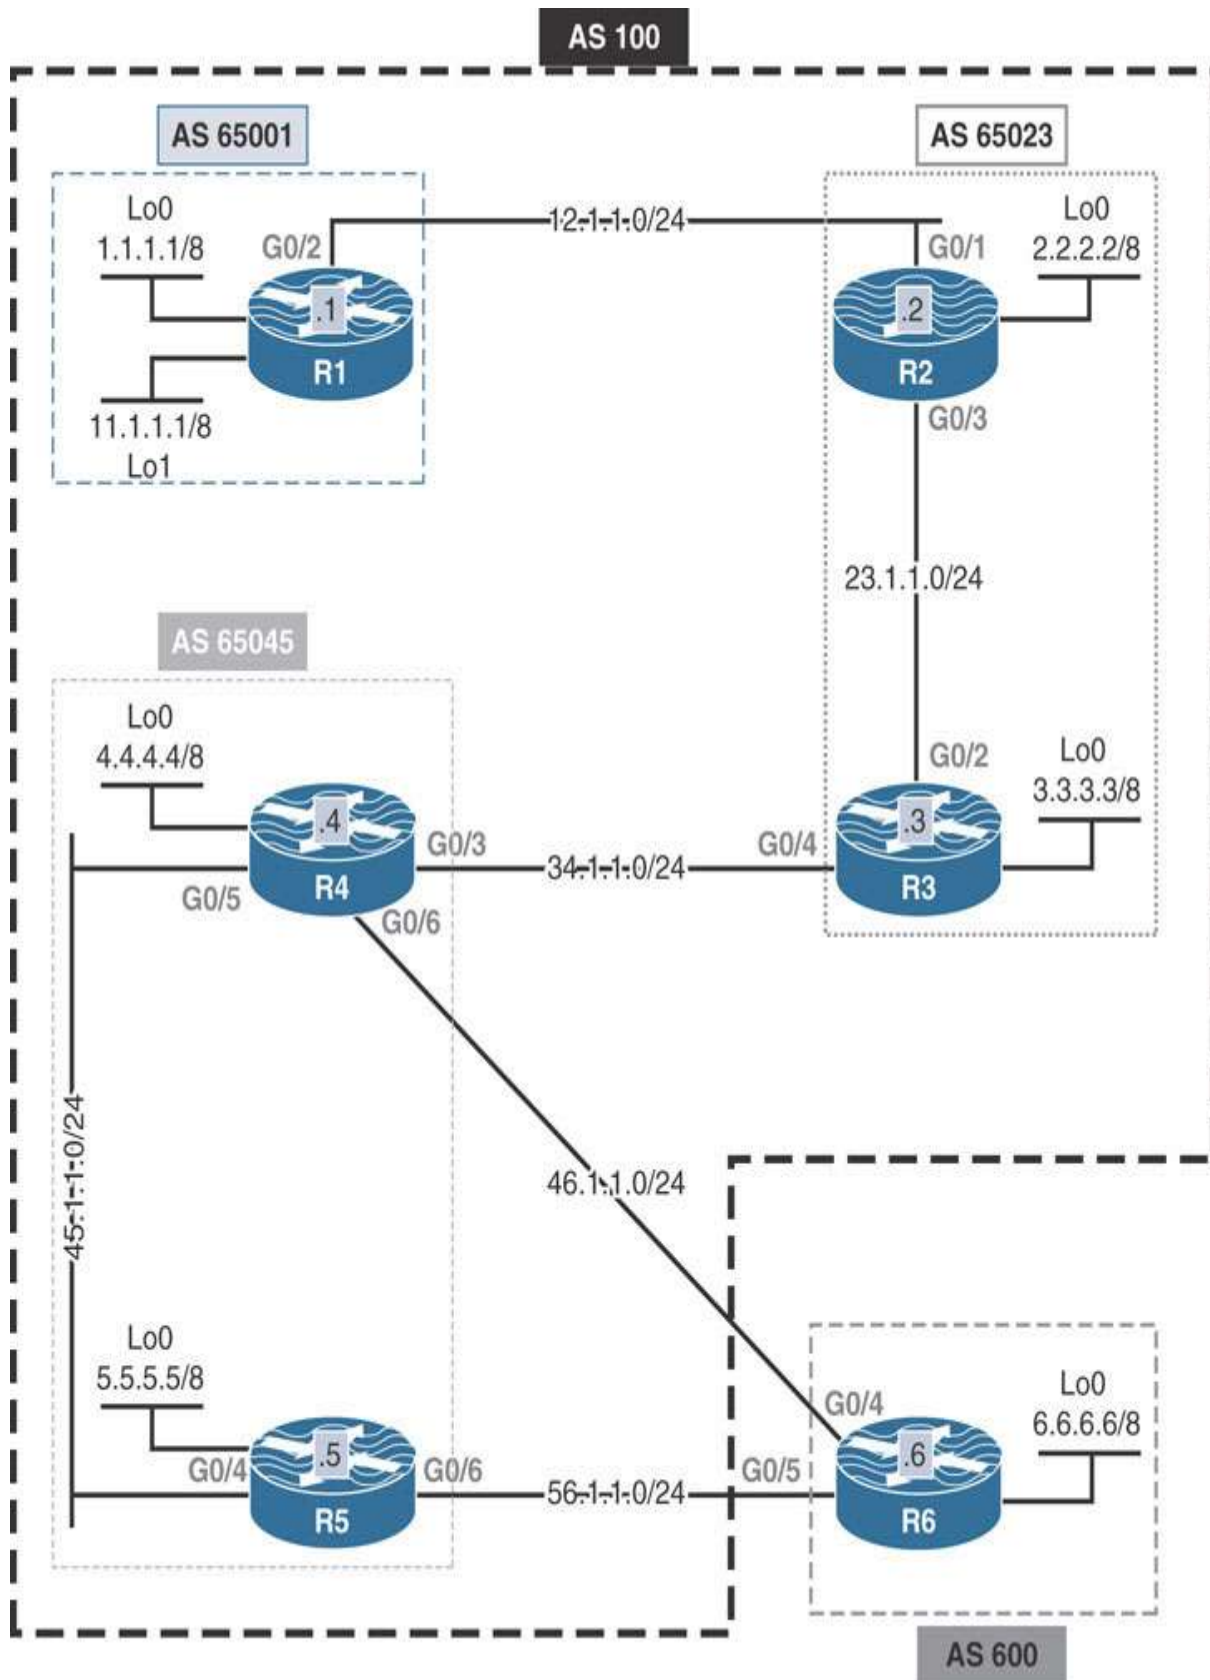 AS 100
AS 65001
AS 65023
Lo0
1.1.1.1/8
G0/2
12.1.1.0/24
G0/1
Lo0
2.2.2.2/8
.1
R1
.2
R2
11.1.1.1/8
Lo1
G0/3
23.1.1.0/24
AS 65045
Lo0
4.4.4.4/8
G0/2
Lo0
3.3.3.3/8
.4
R4
G0/3
34.1.1.0/24
G0/4
.3
R3
G0/5
G0/6
45.1.1.0/24
46.1.1.0/24
Lo0
5.5.5.5/8
G0/4
.5
R5
G0/6
56.1.1.0/24
G0/5
G0/4
.6
R6
Lo0
6.6.6.6/8
AS 600